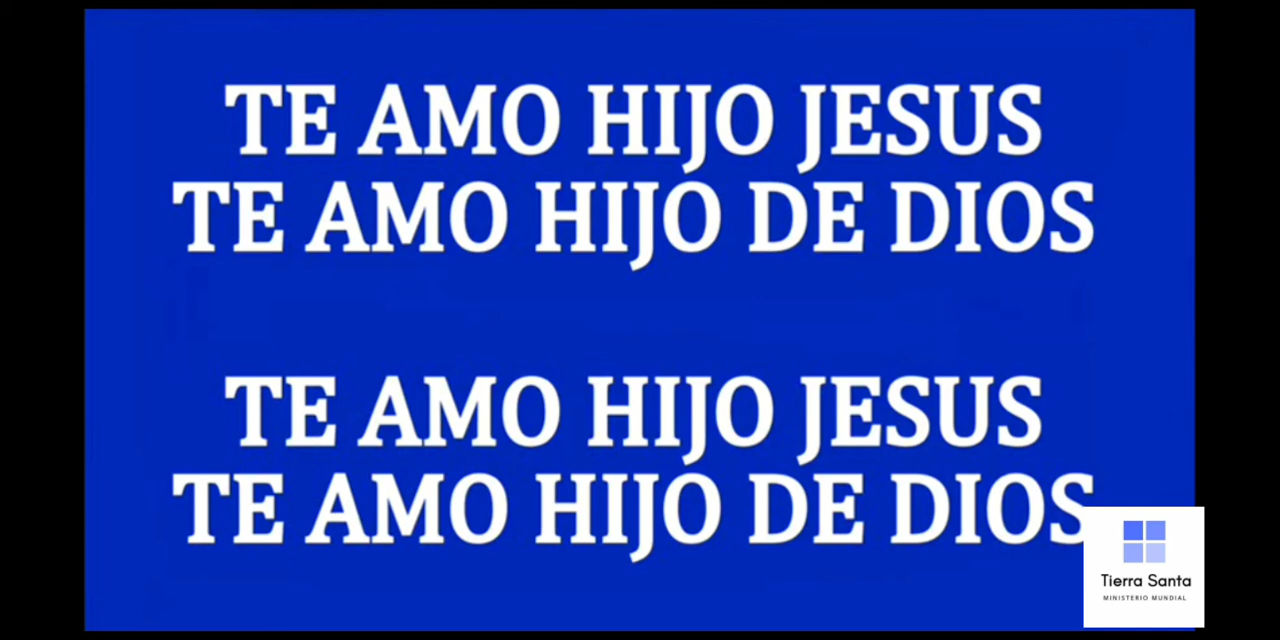 TE AMO HIJO JESUS
TE AMO HIJO DE DIOS
TE AMO HIJO JESUS
TE AMO HIJO DE DIOS
Tierra Santa
MINISTERIO MUNDIAL